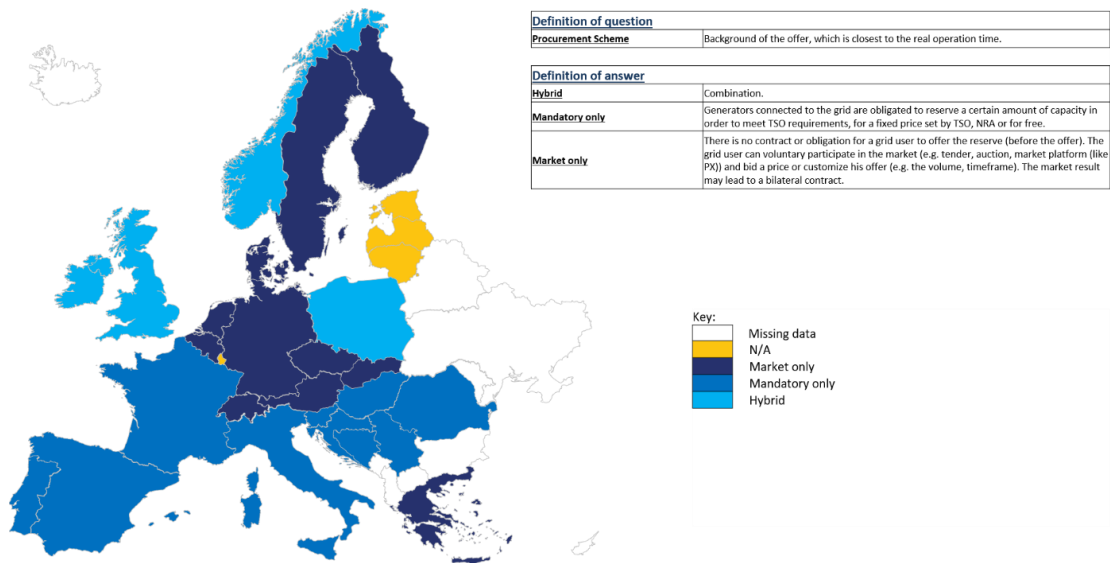 Definition of question
Procurement Scheme
Background of the offer, which is closest to the real operation time.
Definition of answer
Hybrid
Combination.
Mandatory only
Generators connected to the grid are obligated to reserve a certain amount of capacity in
order to meet TSO requirements, for a fixed price set by TSO, NRA or for free.
Market only
There is no contract or obligation for a grid user to offer the reserve (before the offer). The
grid user can voluntary participate in the market (e.g. tender, auction, market platform (like
PX)) and bid a price or customize his offer (e.g. the volume, timeframe). The market result
may lead to a bilateral contract.
Key:
Missing data
N/A
Market only
Mandatory only
Hybrid